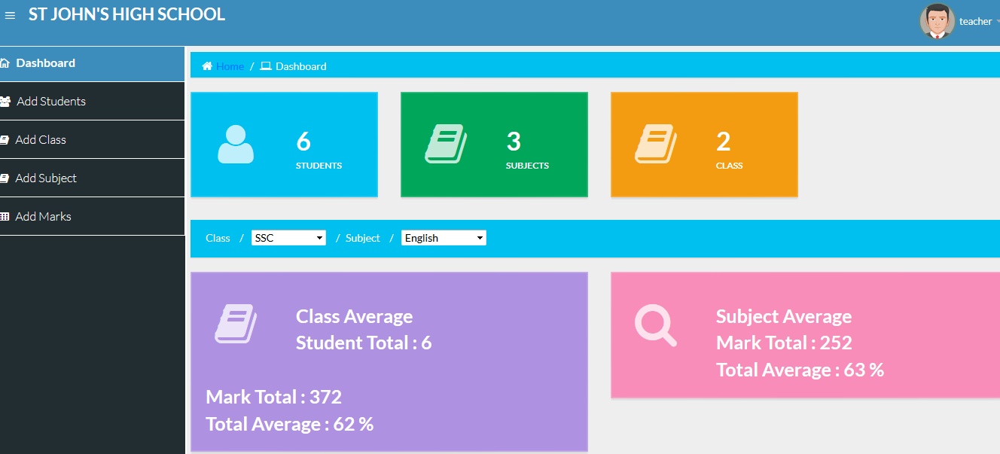 ST JOHN'S HIGH SCHOOL
teacher
Dashboard
Add Students
Add Class
Add Subject
Add Marks
Home / Dashboard
6
STUDENTS
3
SUBJECTS
2
CLASS
Class / SSC / Subject / English
Class Average
Student Total : 6
Mark Total : 372
Total Average : 62 %
Subject Average
Mark Total : 252
Total Average : 63 %